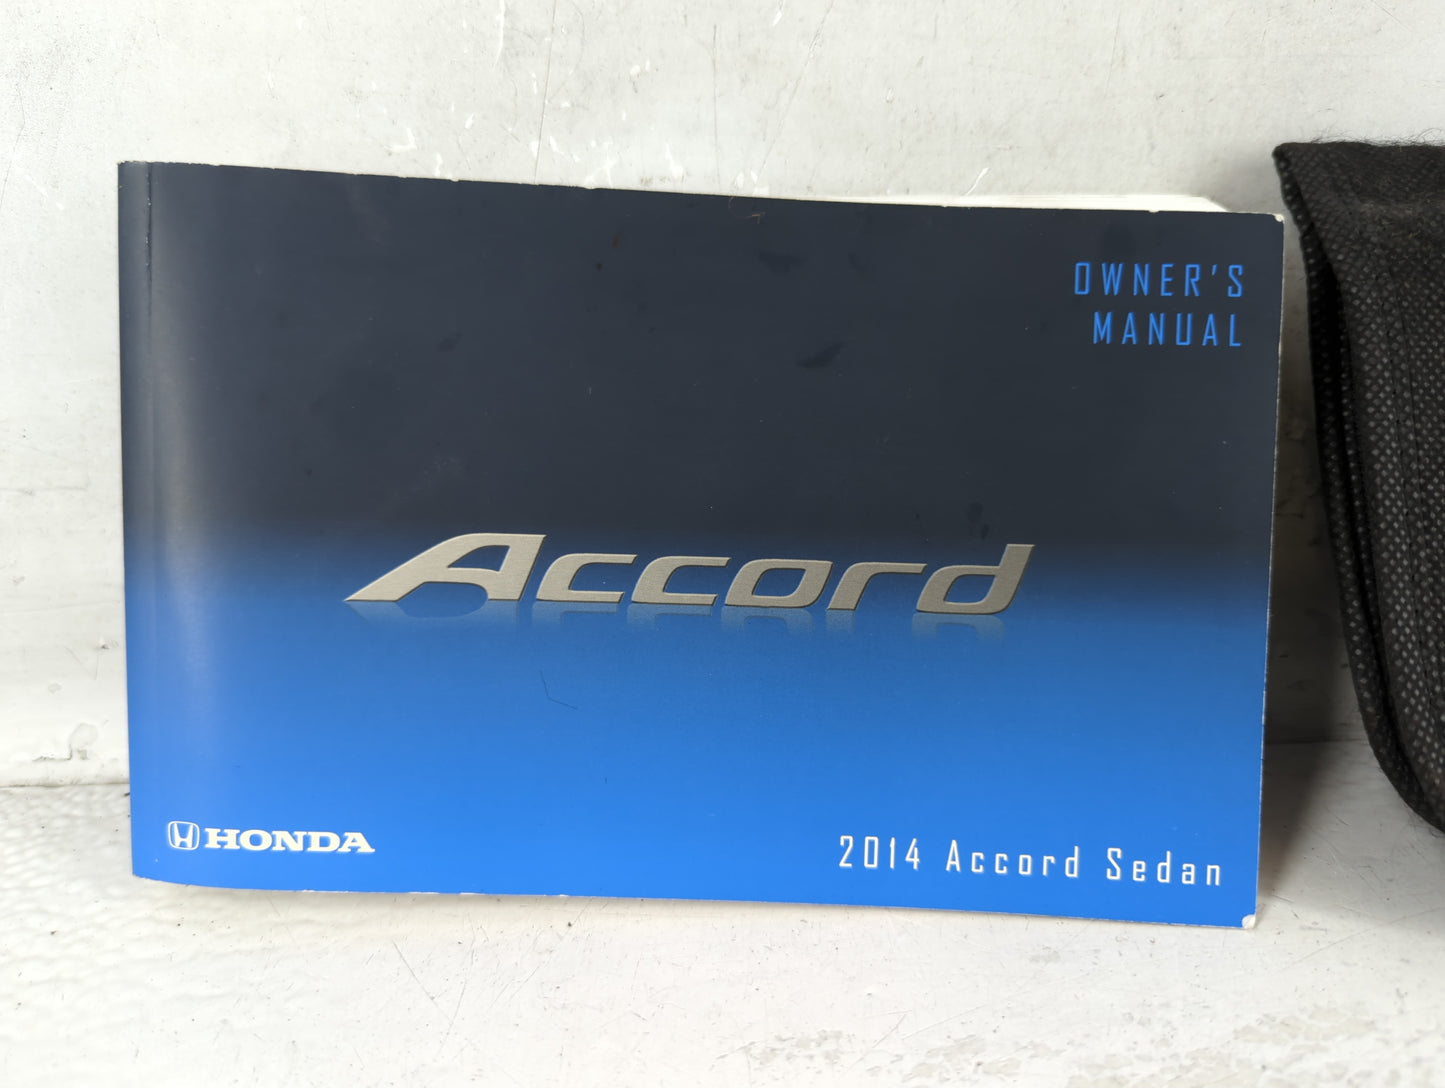 OWNER'S
MANUAL
Accord
HONDA
2014 Accord Sedan